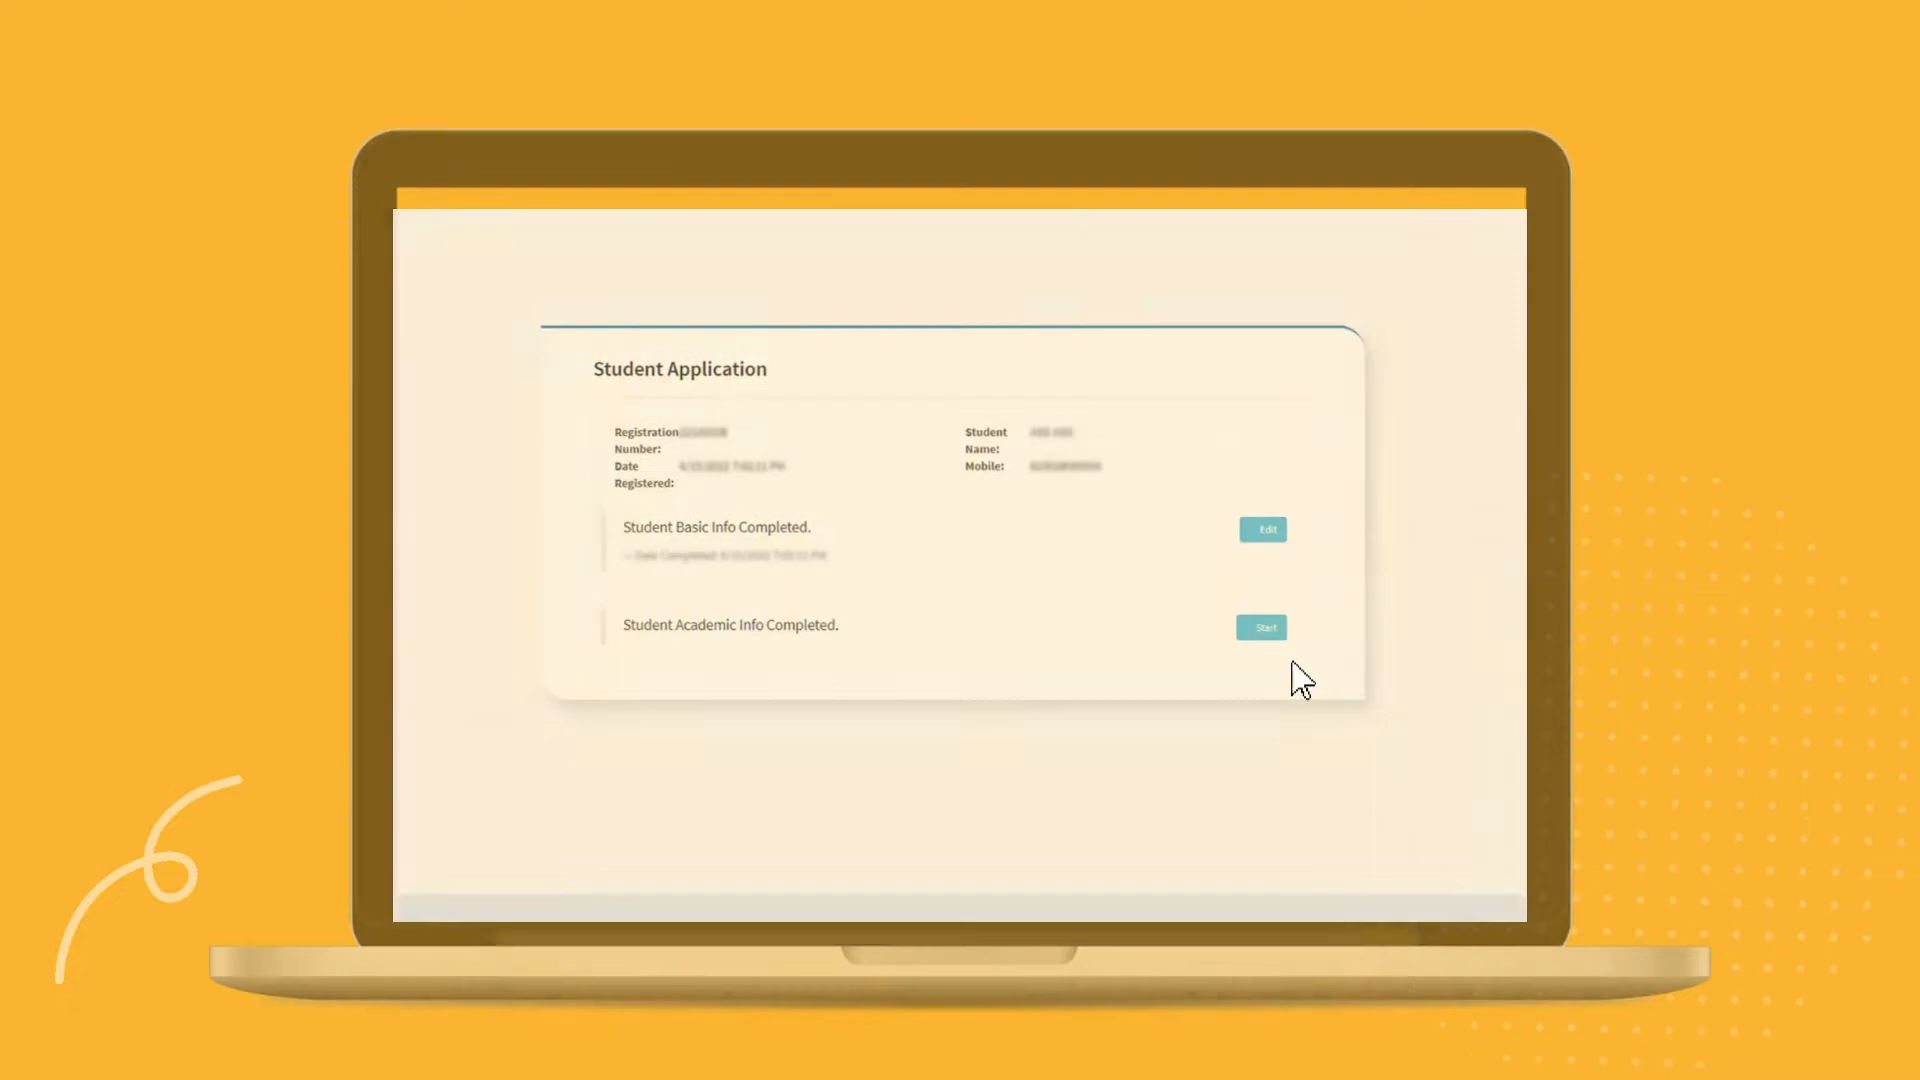 Student Application
Registration
Number:
Student
Name:
Date
Registered:
Mobile:
Student Basic Info Completed.
Edit
Student Academic Info Completed.
Start